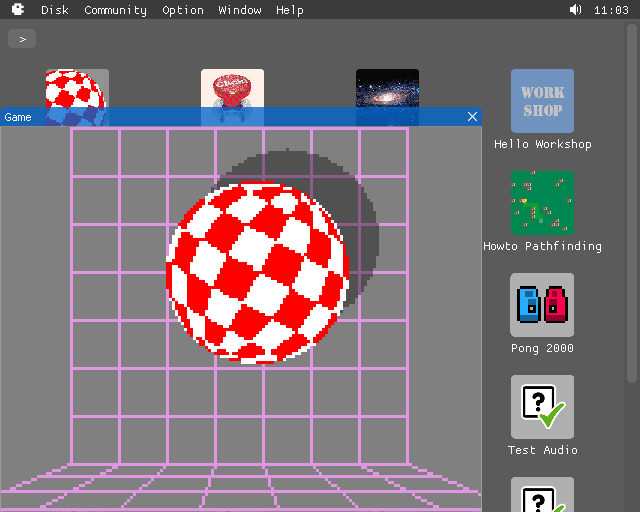 Disk Community Option Window Help 11:03
>
WORK
SHOP
Game
Hello Workshop
Howto Pathfinding
Pong 2000
?
Test Audio
?